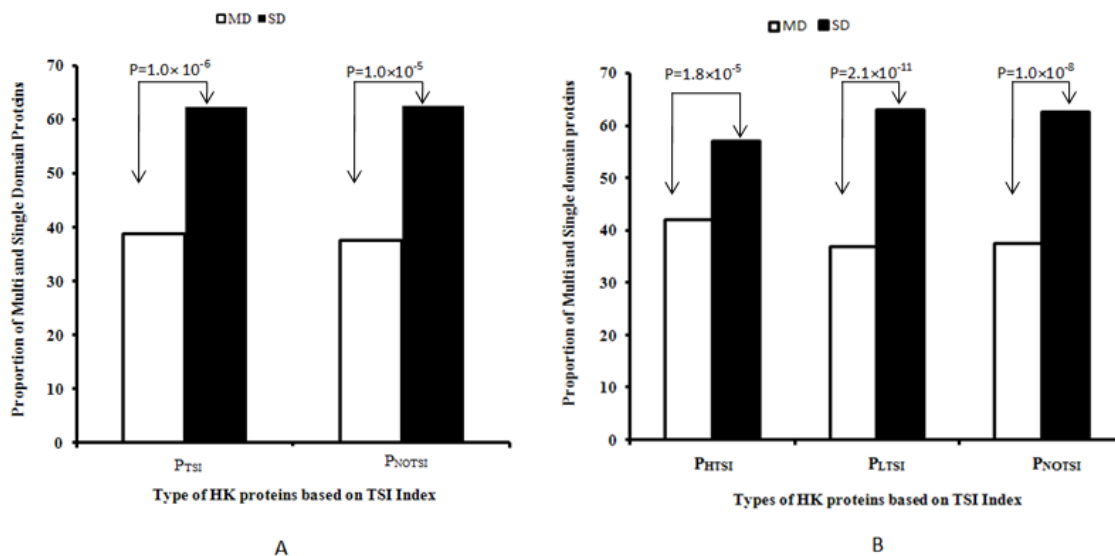 MD SD
P=1.0×10-6
P=1.0×10-5
70
60
50
40
30
20
10
0
Proportion of Multi and Single Domain Proteins
PTSI
PNOTSI
Type of HK proteins based on TSI Index
A
MD SD
P=1.8×10-5
P=2.1×10-11
P=1.0×10-8
70
60
50
40
30
20
10
0
Proportion of Multi and Single domain proteins
PHTSI
PLTSI
PNOTSI
Types of HK proteins based on TSI Index
B